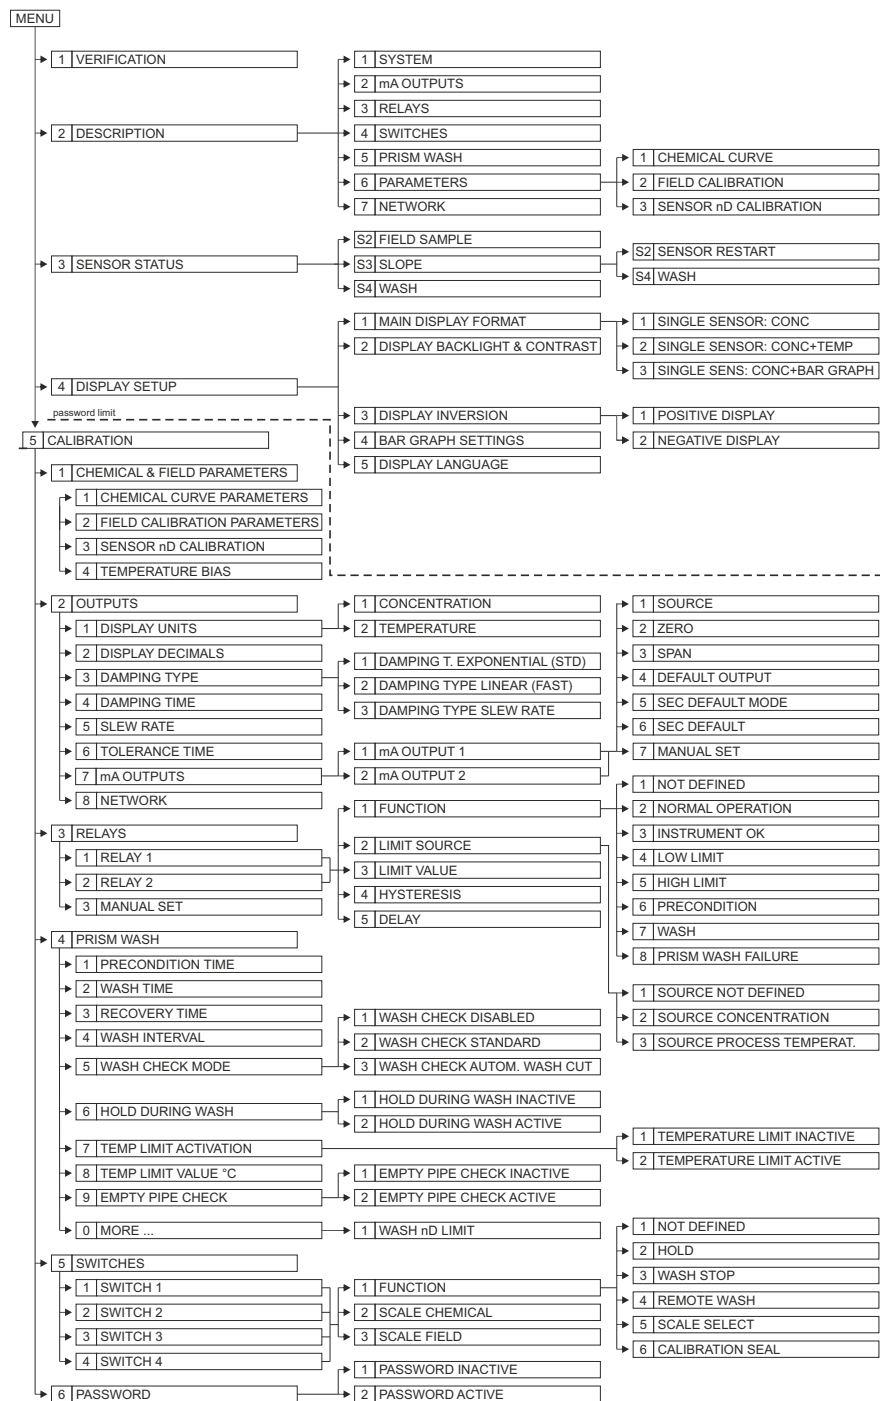 MENU
1 VERIFICATION
2 DESCRIPTION
1 SYSTEM
2 mA OUTPUTS
3 RELAYS
4 SWITCHES
5 PRISM WASH
6 PARAMETERS
7 NETWORK
1 CHEMICAL CURVE
2 FIELD CALIBRATION
3 SENSOR nD CALIBRATION
3 SENSOR STATUS
S2 FIELD SAMPLE
S3 SLOPE
S4 WASH
S2 SENSOR RESTART
S4 WASH
4 DISPLAY SETUP
1 MAIN DISPLAY FORMAT
2 DISPLAY BACKLIGHT & CONTRAST
1 SINGLE SENSOR: CONC
2 SINGLE SENSOR: CONC+TEMP
3 SINGLE SENS: CONC+BAR GRAPH
3 DISPLAY INVERSION
4 BAR GRAPH SETTINGS
5 DISPLAY LANGUAGE
1 POSITIVE DISPLAY
2 NEGATIVE DISPLAY
password limit
5 CALIBRATION
1 CHEMICAL & FIELD PARAMETERS
1 CHEMICAL CURVE PARAMETERS
2 FIELD CALIBRATION PARAMETERS
3 SENSOR nD CALIBRATION
4 TEMPERATURE BIAS
2 OUTPUTS
1 DISPLAY UNITS
2 DISPLAY DECIMALS
3 DAMPING TYPE
4 DAMPING TIME
5 SLEW RATE
6 TOLERANCE TIME
7 mA OUTPUTS
8 NETWORK
1 CONCENTRATION
2 TEMPERATURE
1 DAMPING T. EXPONENTIAL (STD)
2 DAMPING TYPE LINEAR (FAST)
3 DAMPING TYPE SLEW RATE
1 mA OUTPUT 1
2 mA OUTPUT 2
1 SOURCE
2 ZERO
3 SPAN
4 DEFAULT OUTPUT
5 SEC DEFAULT MODE
6 SEC DEFAULT
7 MANUAL SET
3 RELAYS
1 RELAY 1
2 RELAY 2
3 MANUAL SET
1 FUNCTION
2 LIMIT SOURCE
3 LIMIT VALUE
4 HYSTERESIS
5 DELAY
1 NOT DEFINED
2 NORMAL OPERATION
3 INSTRUMENT OK
4 LOW LIMIT
5 HIGH LIMIT
6 PRECONDITION
7 WASH
8 PRISM WASH FAILURE
1 SOURCE NOT DEFINED
2 SOURCE CONCENTRATION
3 SOURCE PROCESS TEMPERAT.
4 PRISM WASH
1 PRECONDITION TIME
2 WASH TIME
3 RECOVERY TIME
4 WASH INTERVAL
5 WASH CHECK MODE
1 WASH CHECK DISABLED
2 WASH CHECK STANDARD
3 WASH CHECK AUTOM. WASH CUT
6 HOLD DURING WASH
1 HOLD DURING WASH INACTIVE
2 HOLD DURING WASH ACTIVE
7 TEMP LIMIT ACTIVATION
1 TEMPERATURE LIMIT INACTIVE
2 TEMPERATURE LIMIT ACTIVE
8 TEMP LIMIT VALUE °C
9 EMPTY PIPE CHECK
1 EMPTY PIPE CHECK INACTIVE
2 EMPTY PIPE CHECK ACTIVE
0 MORE ...
1 WASH nD LIMIT
5 SWITCHES
1 SWITCH 1
2 SWITCH 2
3 SWITCH 3
4 SWITCH 4
1 FUNCTION
2 SCALE CHEMICAL
3 SCALE FIELD
1 NOT DEFINED
2 HOLD
3 WASH STOP
4 REMOTE WASH
5 SCALE SELECT
6 CALIBRATION SEAL
6 PASSWORD
1 PASSWORD INACTIVE
2 PASSWORD ACTIVE